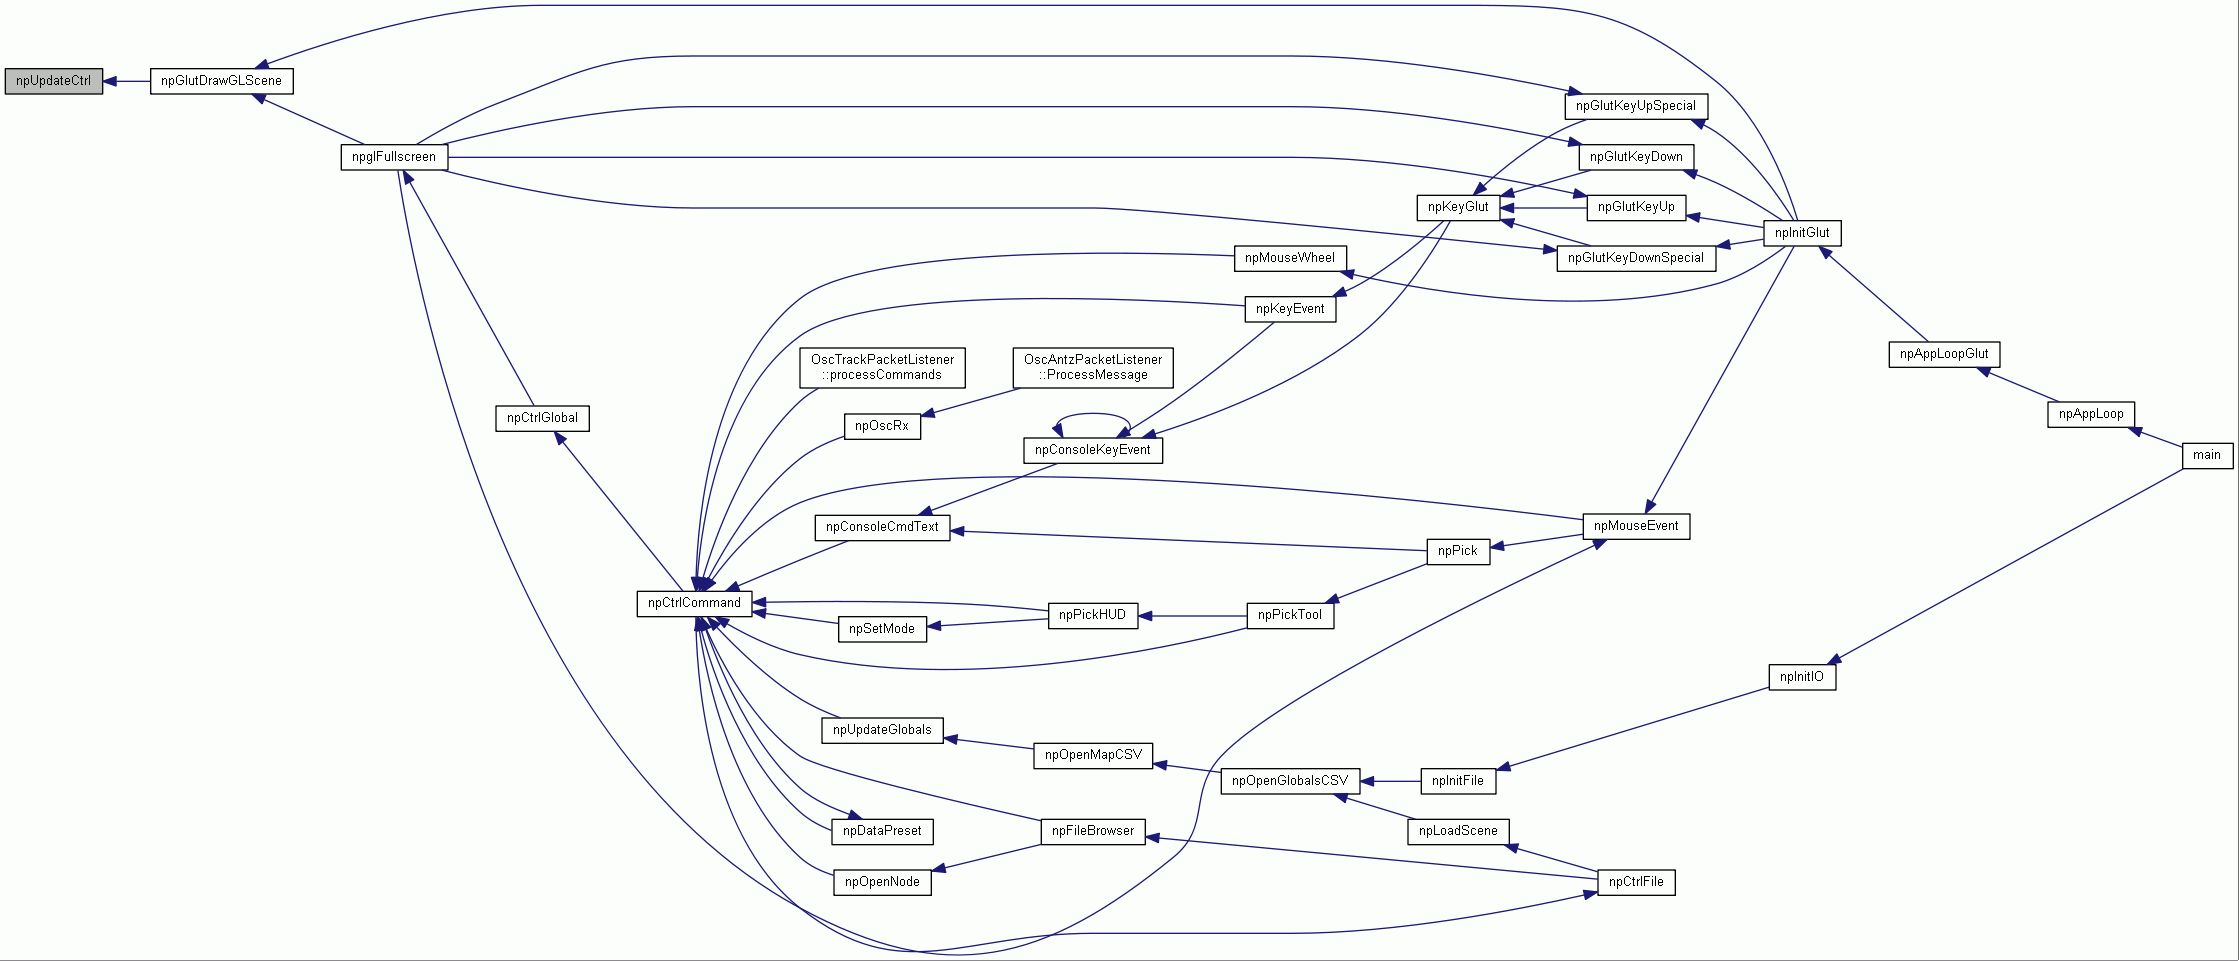 npUpdateCtrl
npGlutDrawGLScene
npglFullscreen
npCtrlGlobal
npCtrlCommand
OscTrackPacketListener
::processCommands
npOscRx
npConsoleCmdText
npSetMode
npUpdateGlobals
npDataPreset
npOpenNode
OscAntzPacketListener
::ProcessMessage
npConsoleKeyEvent
npPickHUD
npOpenMapCSV
npFileBrowser
npMouseWheel
npKeyEvent
npPickTool
npOpenGlobalsCSV
npKeyGlut
npPick
npInitFile
npLoadScene
npGlutKeyUpSpecial
npGlutKeyDown
npGlutKeyUp
npGlutKeyDownSpecial
npMouseEvent
npCtrlFile
npInitGlut
npInitIO
npAppLoopGlut
npAppLoop
main